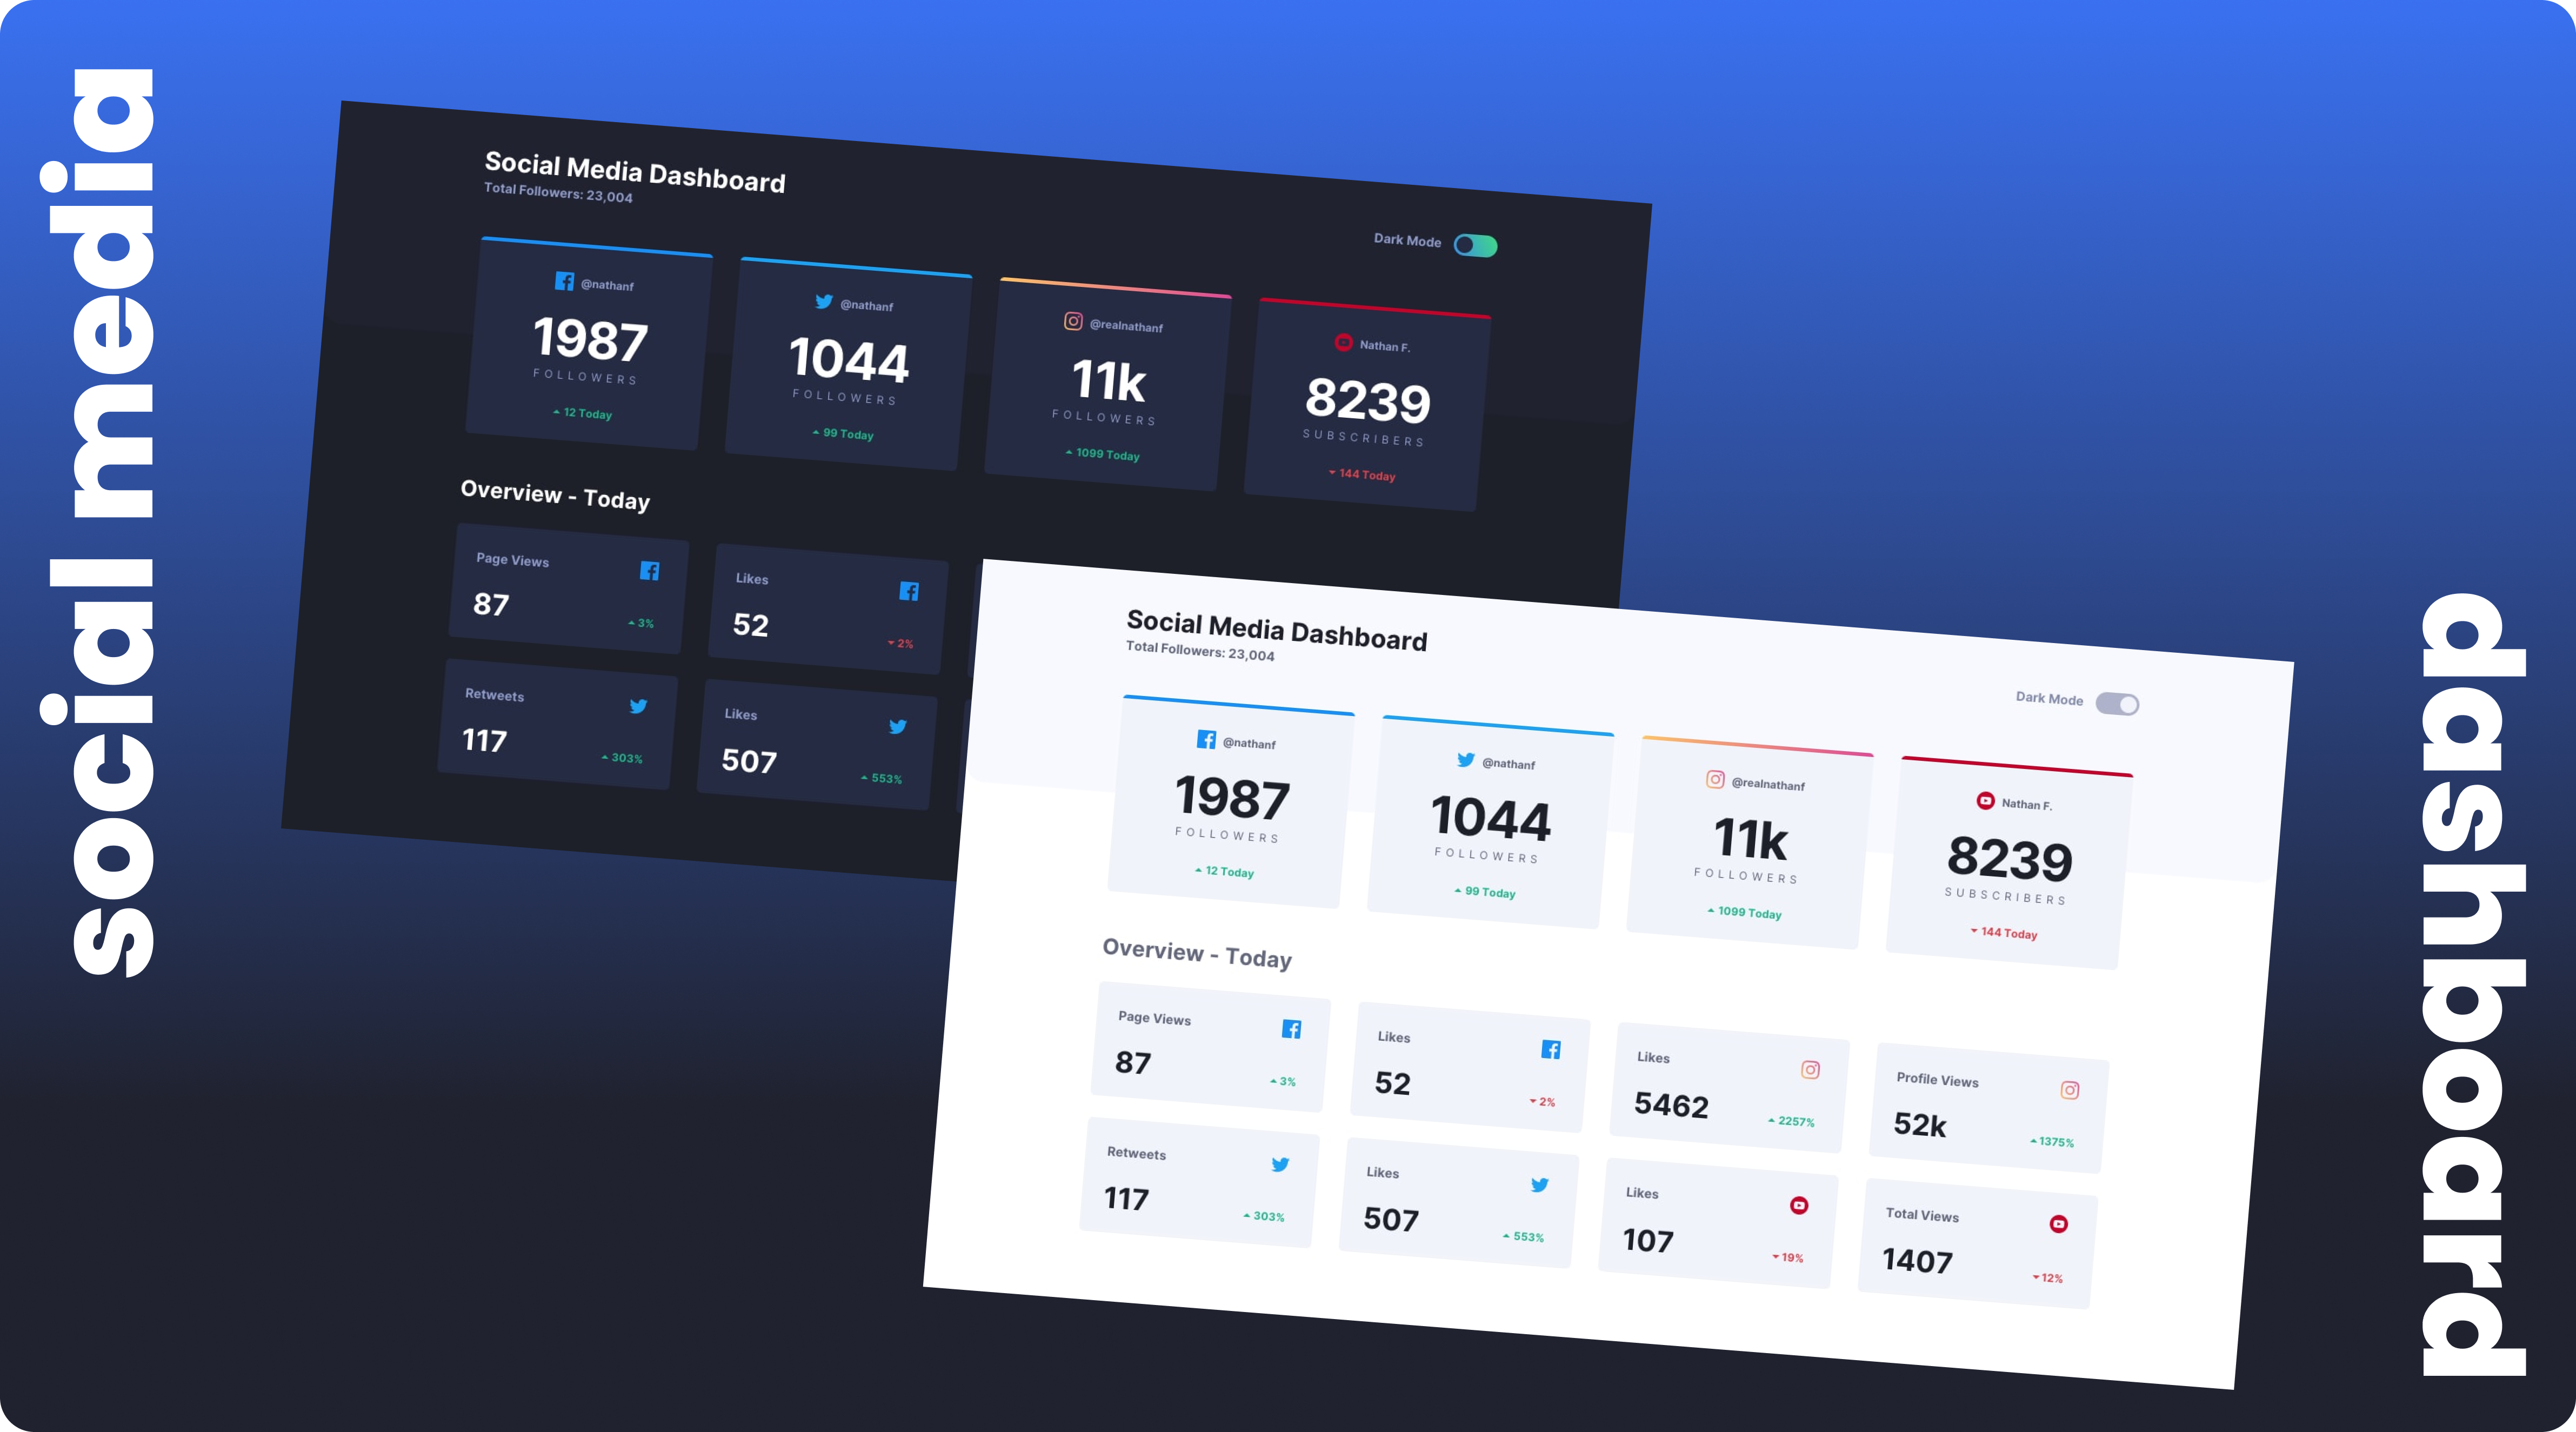 social media
Social Media Dashboard
Total Followers: 23,004
Dark Mode
@nathanf
1987
FOLLOWERS
12 Today
@nathanf
1044
FOLLOWERS
99 Today
@realnathanf
11k
FOLLOWERS
1099 Today
Nathan F.
8239
SUBSCRIBERS
144 Today
Overview - Today
Page Views
87
3%
Likes
52
2%
Retweets
117
303%
Likes
507
553%
Social Media Dashboard
Total Followers: 23,004
Dark Mode
@nathanf
1987
FOLLOWERS
12 Today
@nathanf
1044
FOLLOWERS
99 Today
@realnathanf
11k
FOLLOWERS
1099 Today
Nathan F.
8239
SUBSCRIBERS
144 Today
Overview - Today
Page Views
87
3%
Likes
52
2%
Likes
5462
2257%
Profile Views
52k
1375%
Retweets
117
303%
Likes
507
553%
Likes
107
19%
Total Views
1407
12%
dashboard